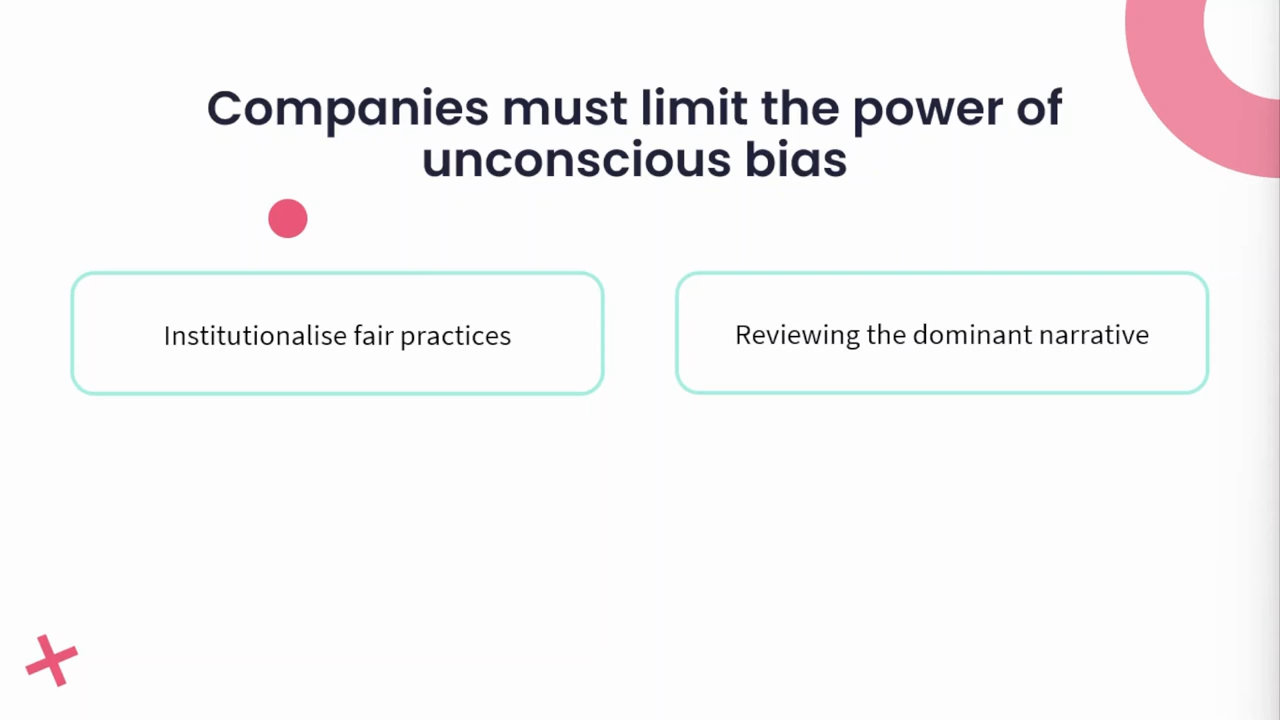 Companies must limit the power of
unconscious bias
Institutionalise fair practices
Reviewing the dominant narrative